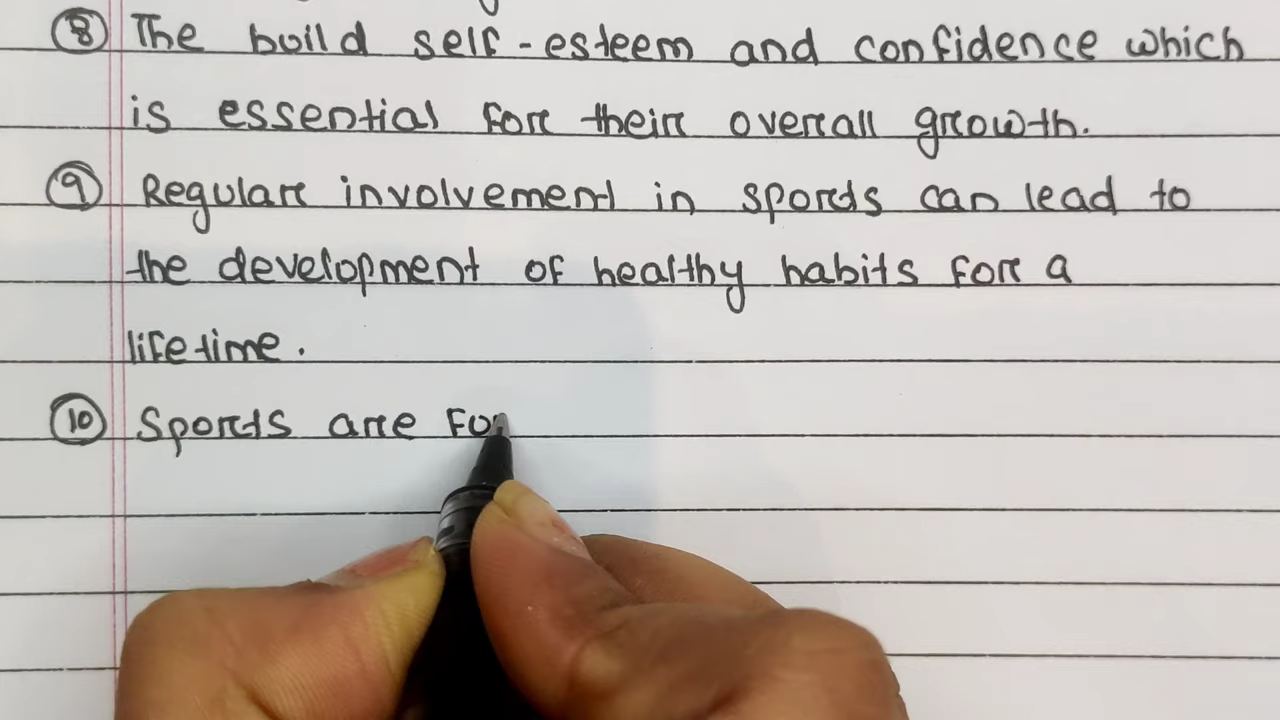 ⑧ The build self-esteem and confidence which
is essential for their overall growth.
⑨ Regular involvement in sports can lead to
the development of healthy habits for a
lifetime.
⑩ Sports are